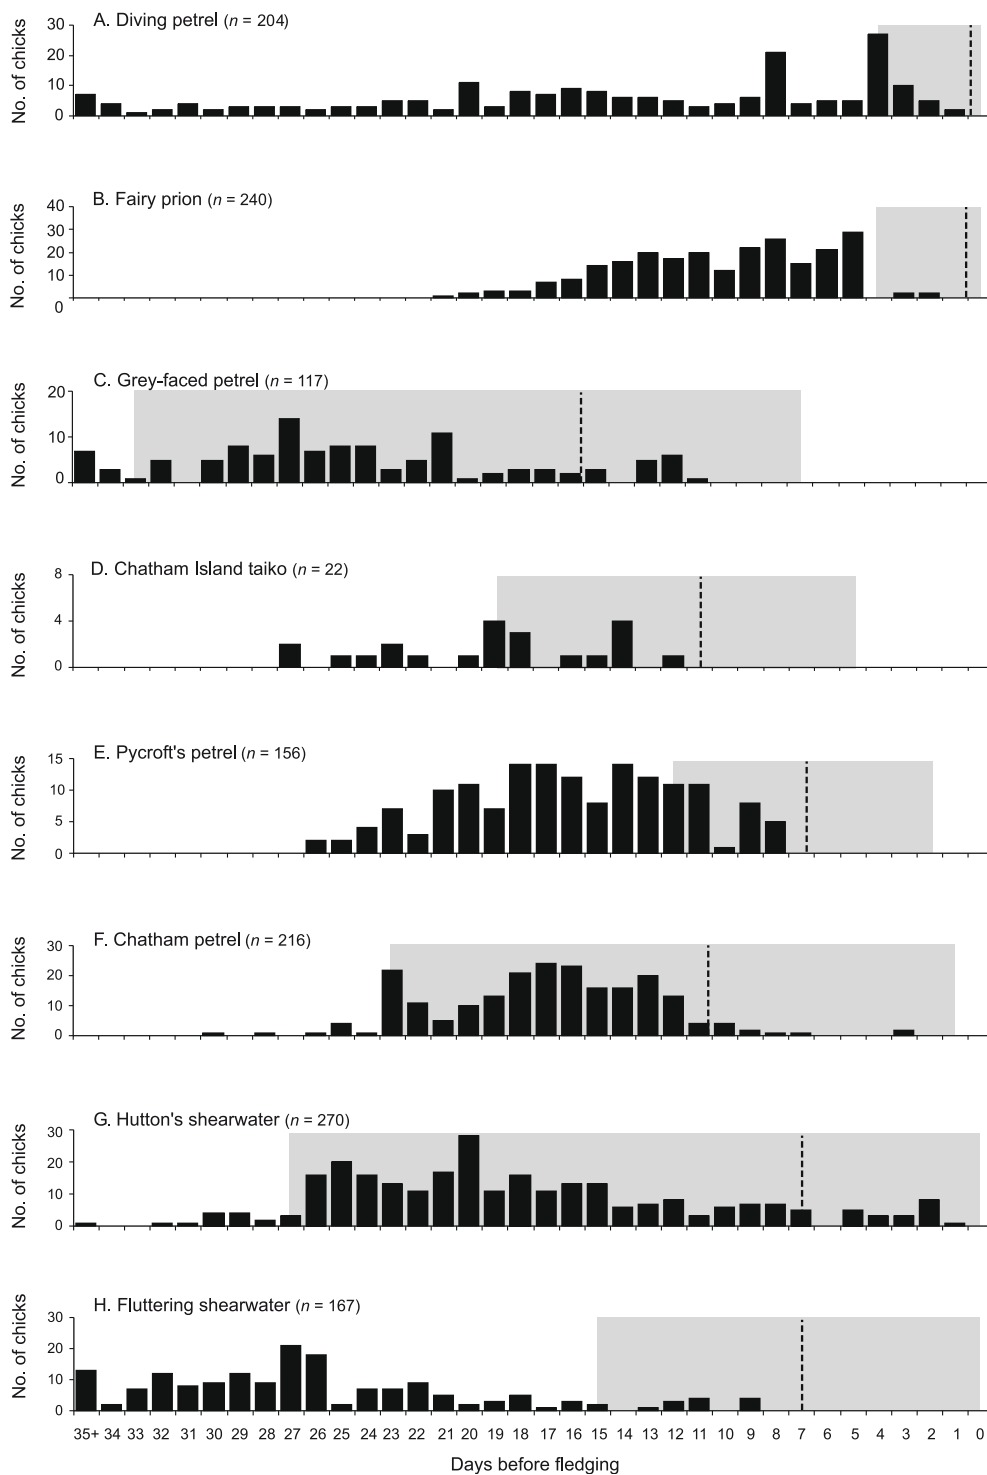 A. Diving petrel (n = 204)
No. of chicks
30
20
10
0
B. Fairy prion (n = 240)
No. of chicks
40
30
20
10
0
C. Grey-faced petrel (n = 117)
No. of chicks
20
10
0
D. Chatham Island taiko (n = 22)
No. of chicks
8
4
0
E. Pycroft's petrel (n = 156)
No. of chicks
15
10
5
0
F. Chatham petrel (n = 216)
No. of chicks
30
20
10
0
G. Hutton's shearwater (n = 270)
No. of chicks
30
20
10
0
H. Fluttering shearwater (n = 167)
No. of chicks
30
20
10
0
35+ 34 33 32 31 30 29 28 27 26 25 24 23 22 21 20 19 18 17 16 15 14 13 12 11 10 9 8 7 6 5 4 3 2 1 0
Days before fledging